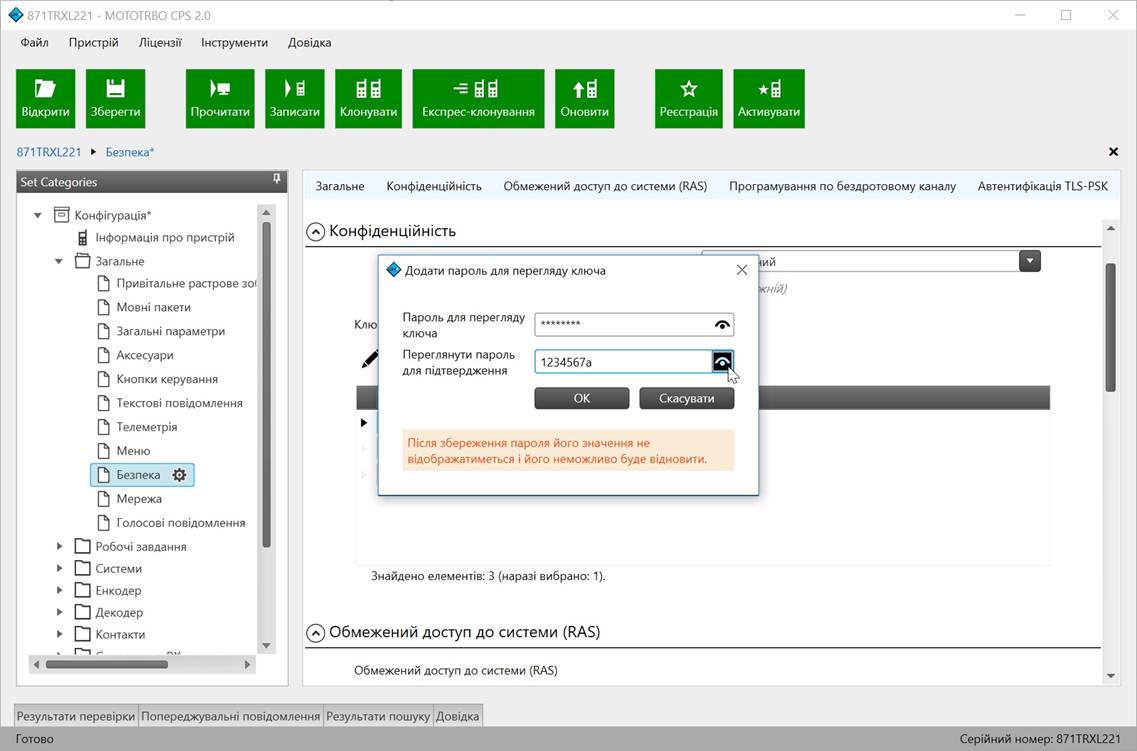 871TRXL221 - MOTOTRBO CPS 2.0
Файл Пристрій Ліцензії Інструменти Довідка
Відкрити Зберегти Прочитати Записати Клонувати Експрес-клонування Оновити Реєстрація Активувати
871TRXL221 Безпека*
Set Categories
Конфігурація*
Інформація про пристрій
Загальне
Привітальне растрове зоб
Мовні пакети
Загальні параметри
Аксесуари
Кнопки керування
Текстові повідомлення
Телеметрія
Меню
Безпека
Мережа
Голосові повідомлення
Робочі завдання
Системи
Енкодер
Декодер
Контакти
Загальне Конфіденційність Обмежений доступ до системи (RAS) Програмування по бездротовому каналу Автентифікація TLS-PSK
Конфіденційність
ний
жній)
Клю
Додати пароль для перегляду ключа
Пароль для перегляду
ключа
********
Переглянути пароль
для підтвердження
1234567a
ОК Скасувати
Після збереження пароля його значення не
відображатиметься і його неможливо буде відновити.
Знайдено елементів: 3 (наразі вибрано: 1).
Обмежений доступ до системи (RAS)
Обмежений доступ до системи (RAS)
Результати перевірки Попереджувальні повідомлення Результати пошуку Довідка
Готово Серійний номер: 871TRXL221